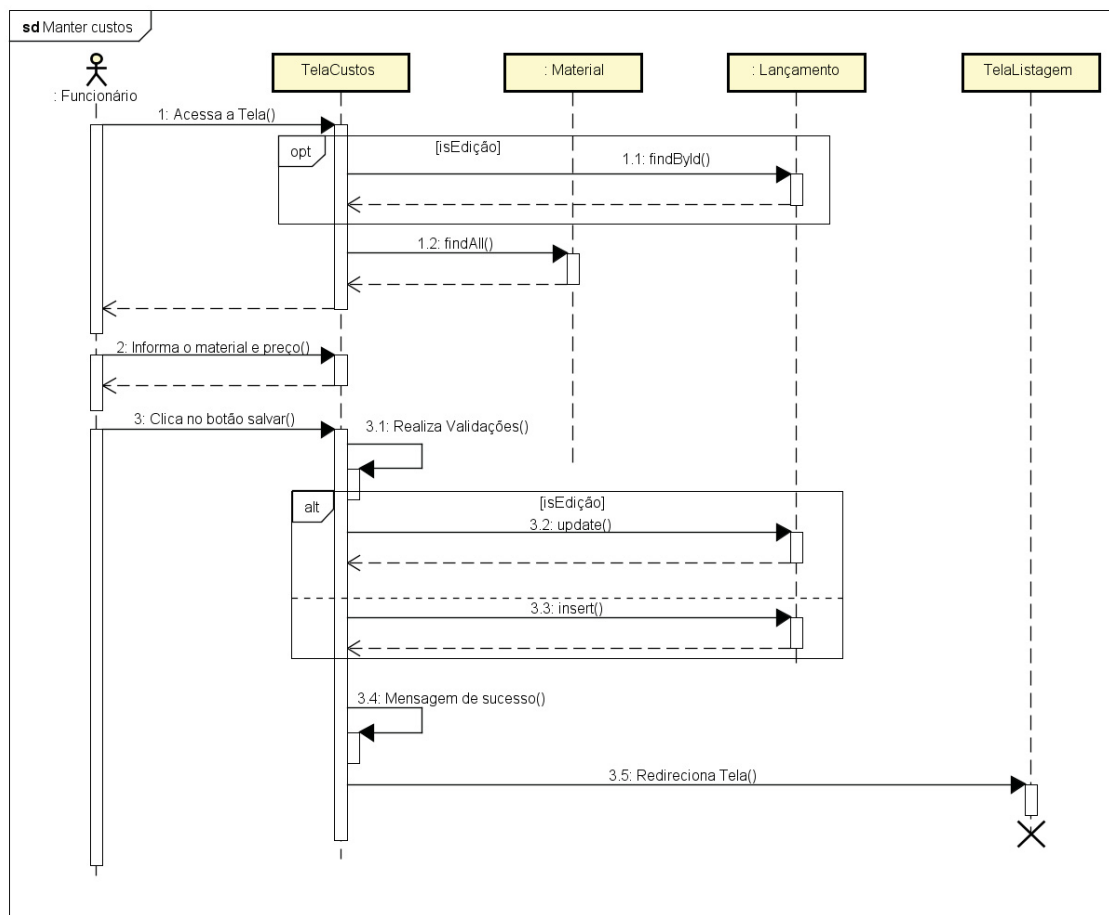 sd Manter custos
: Funcionário
TelaCustos
: Material
: Lançamento
TelaListagem
1: Acessa a Tela()
opt
[isEdição]
1.1: findById()
1.2: findAll()
2: Informa o material e preço()
3: Clica no botão salvar()
3.1: Realiza Validações()
alt
[isEdição]
3.2: update()
3.3: insert()
3.4: Mensagem de sucesso()
3.5: Redireciona Tela()